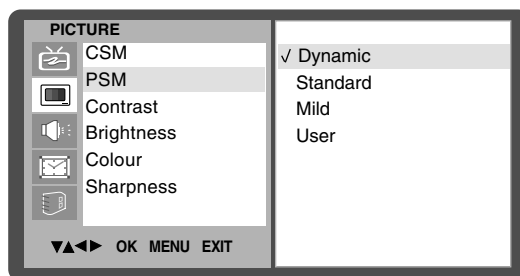 PICTURE
CSM
PSM
Contrast
Brightness
Colour
Sharpness
√ Dynamic
Standard
Mild
User
▼▲◄► OK MENU EXIT